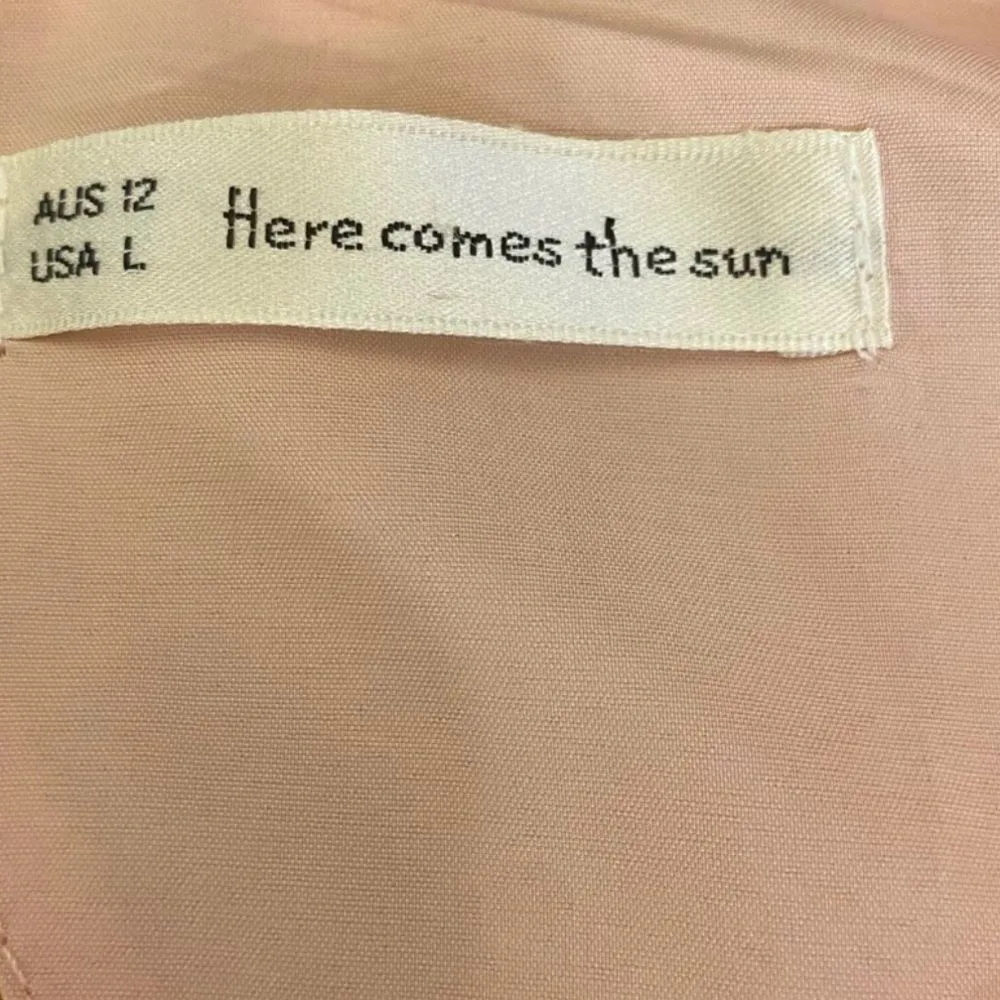 AUS 12
USA L
Here comes the sun